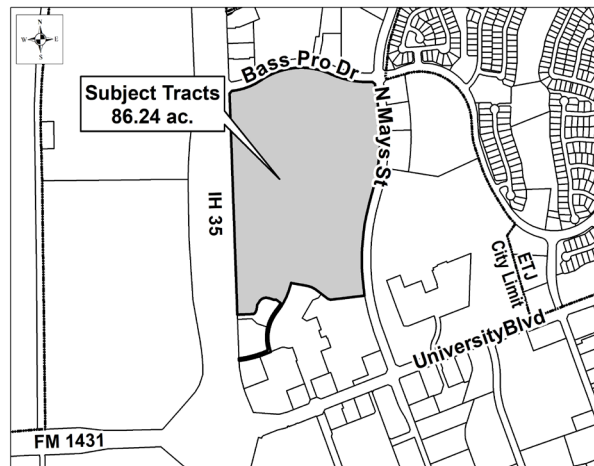 N
W E
S
Bass Pro Dr
Subject Tracts
86.24 ac.
N Mays St
IH 35
ETJ
City Limit
University Blvd
FM 1431